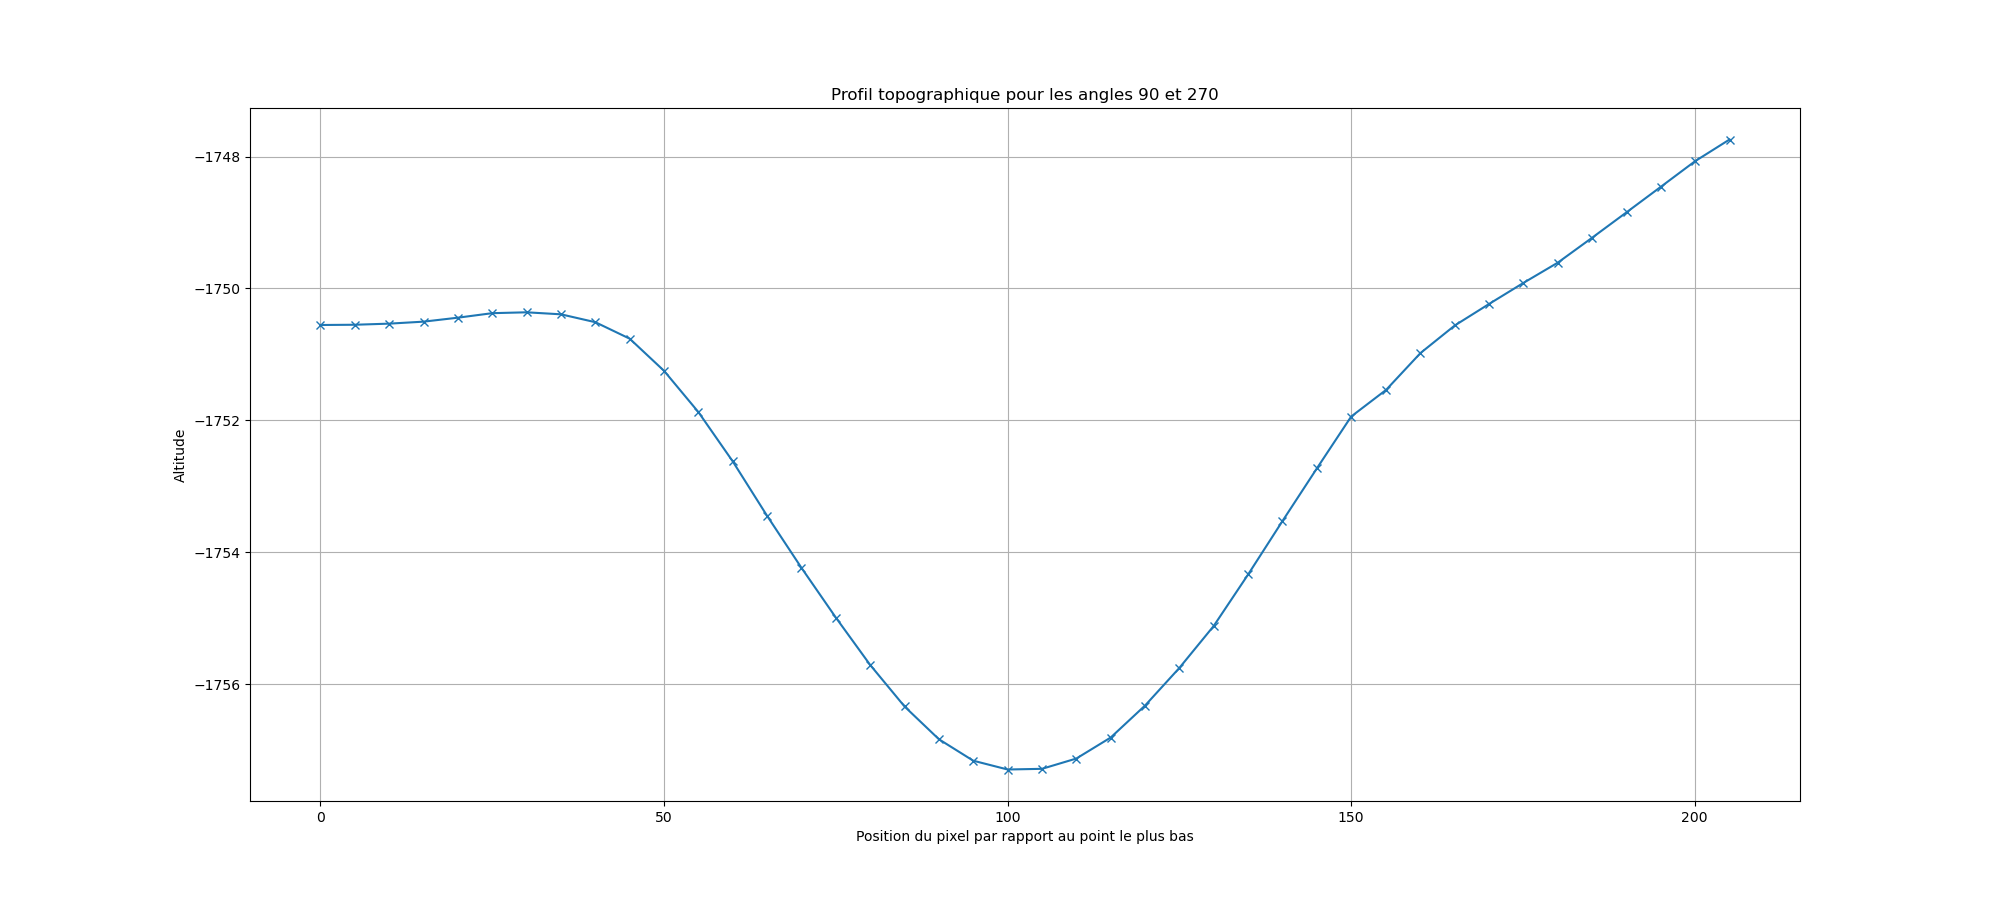 Profil topographique pour les angles 90 et 270
−1748
−1750
−1752
−1754
−1756
Altitude
0 50 100 150 200
Position du pixel par rapport au point le plus bas